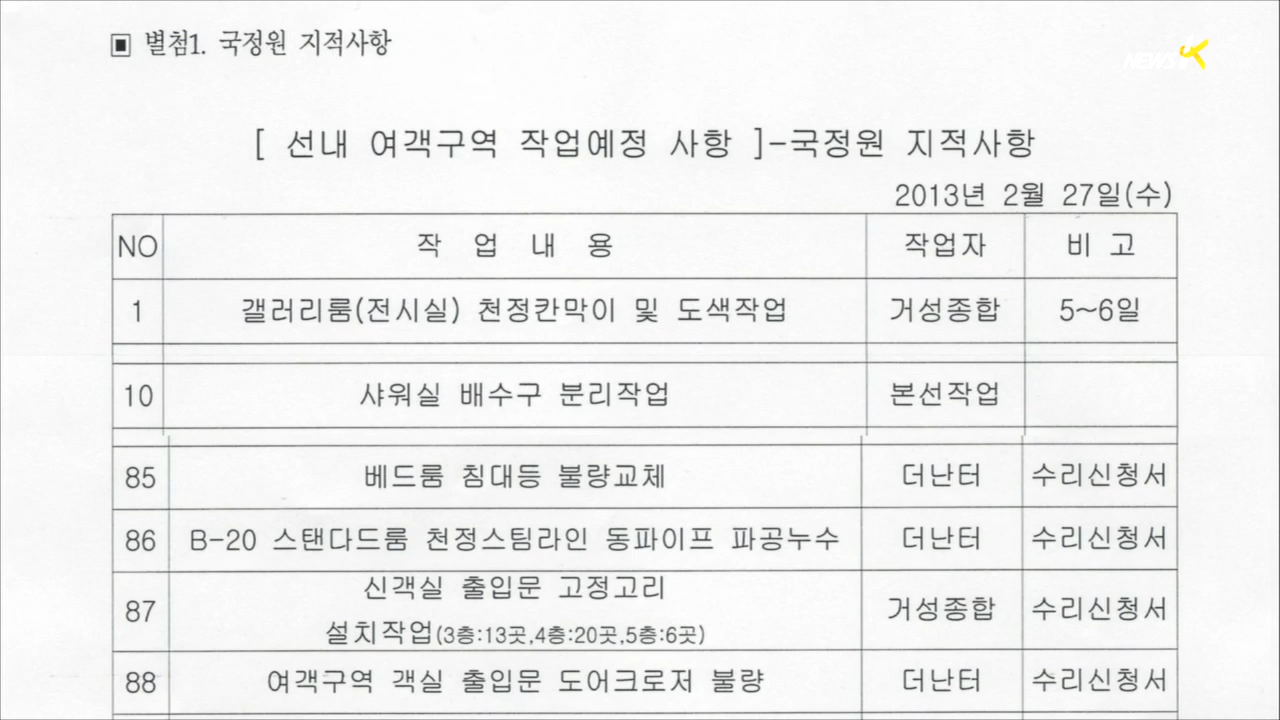 ▣ 별첨1. 국정원 지적사항
NEWS
[ 선내 여객구역 작업예정 사항 ]-국정원 지적사항
2013년 2월 27일(수)
NO 작 업 내 용 작업자 비 고
1 갤러리룸(전시실) 천정칸막이 및 도색작업 거성종합 5~6일
10 샤워실 배수구 분리작업 본선작업
85 베드룸 침대등 불량교체 더난터 수리신청서
86 B-20 스탠다드룸 천정스팀라인 동파이프 파공누수 더난터 수리신청서
87 신객실 출입문 고정고리
설치작업(3층:13곳,4층:20곳,5층:6곳) 거성종합 수리신청서
88 여객구역 객실 출입문 도어크로저 불량 더난터 수리신청서